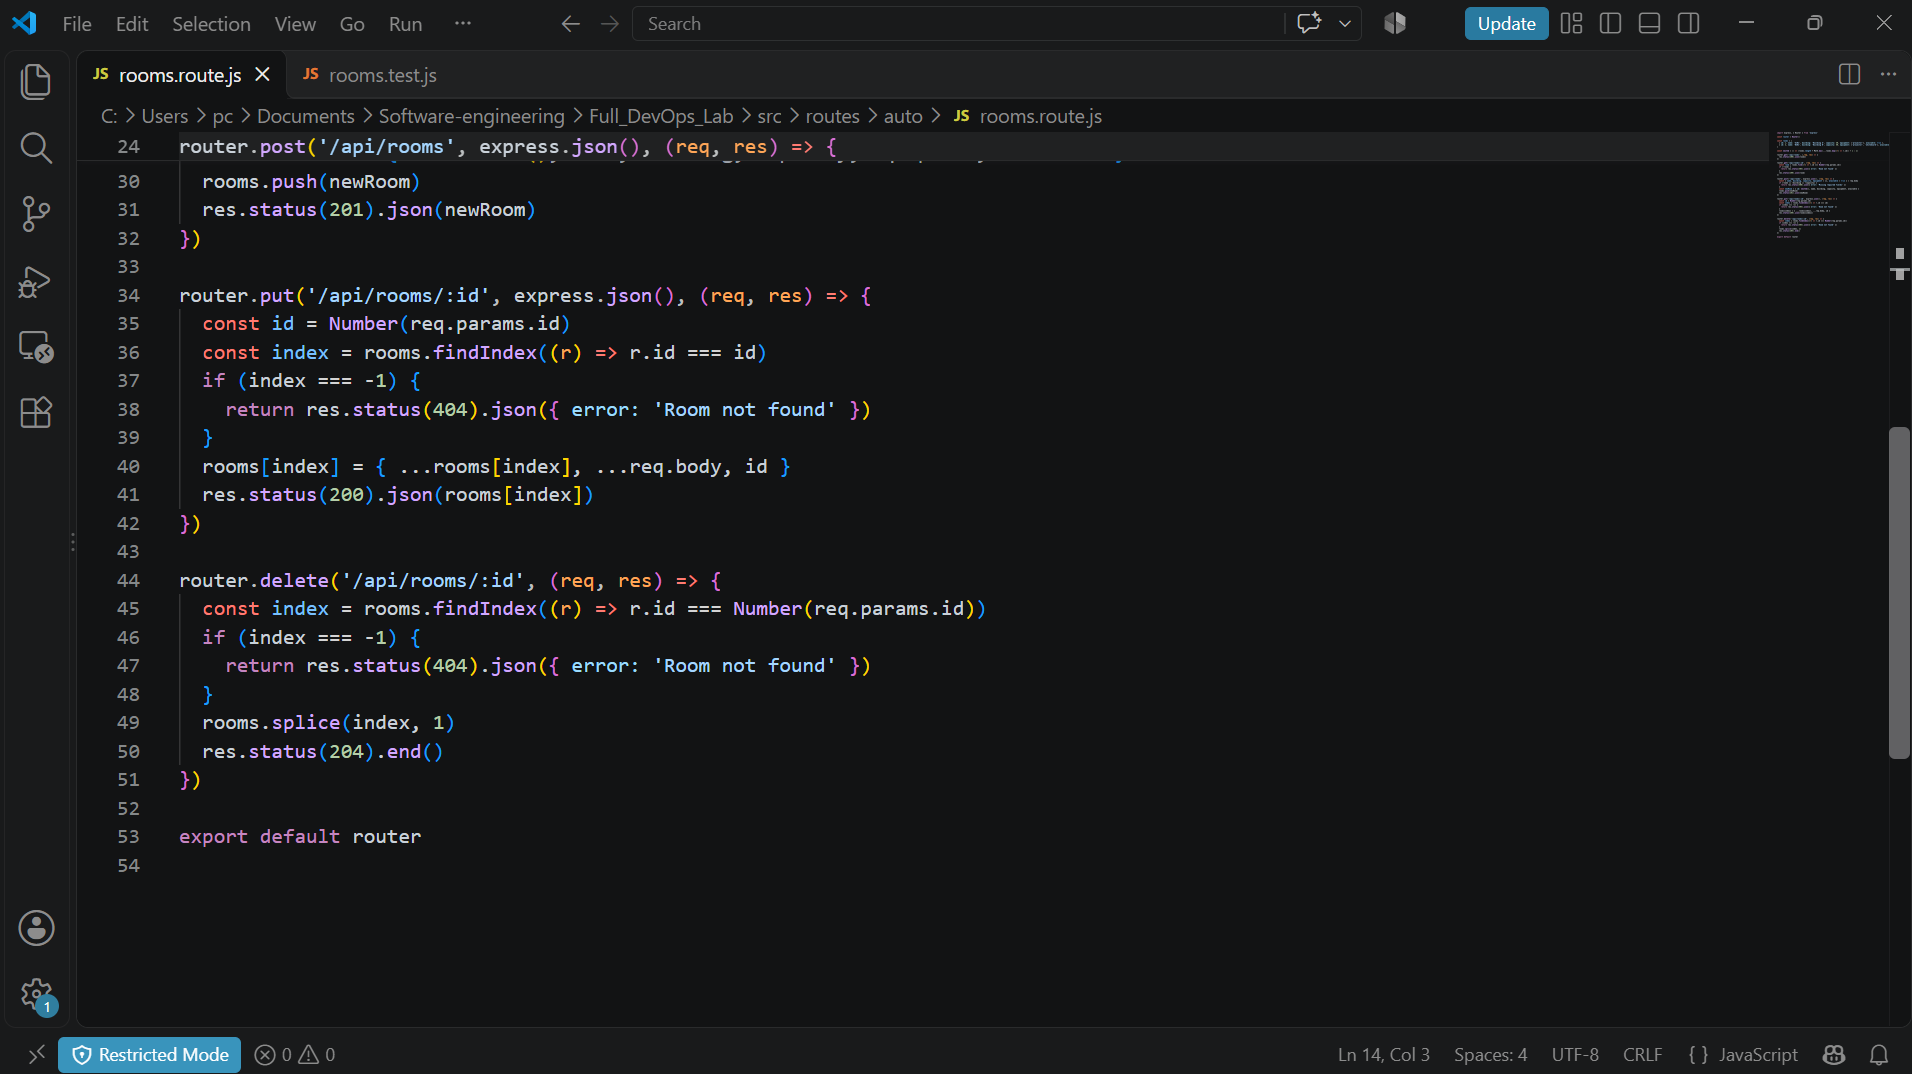 File Edit Selection View Go Run ··· Search Update
JS rooms.route.js JS rooms.test.js
C: > Users > pc > Documents > Software-engineering > Full_DevOps_Lab > src > routes > auto > JS rooms.route.js
24 router.post('/api/rooms', express.json(), (req, res) => {
30 rooms.push(newRoom)
31 res.status(201).json(newRoom)
32 })
33
34 router.put('/api/rooms/:id', express.json(), (req, res) => {
35 const id = Number(req.params.id)
36 const index = rooms.findIndex((r) => r.id === id)
37 if (index === -1) {
38 return res.status(404).json({ error: 'Room not found' })
39 }
40 rooms[index] = { ...rooms[index], ...req.body, id }
41 res.status(200).json(rooms[index])
42 })
43
44 router.delete('/api/rooms/:id', (req, res) => {
45 const index = rooms.findIndex((r) => r.id === Number(req.params.id))
46 if (index === -1) {
47 return res.status(404).json({ error: 'Room not found' })
48 }
49 rooms.splice(index, 1)
50 res.status(204).end()
51 })
52
53 export default router
54
1
Restricted Mode 0 0 Ln 14, Col 3 Spaces: 4 UTF-8 CRLF { } JavaScript